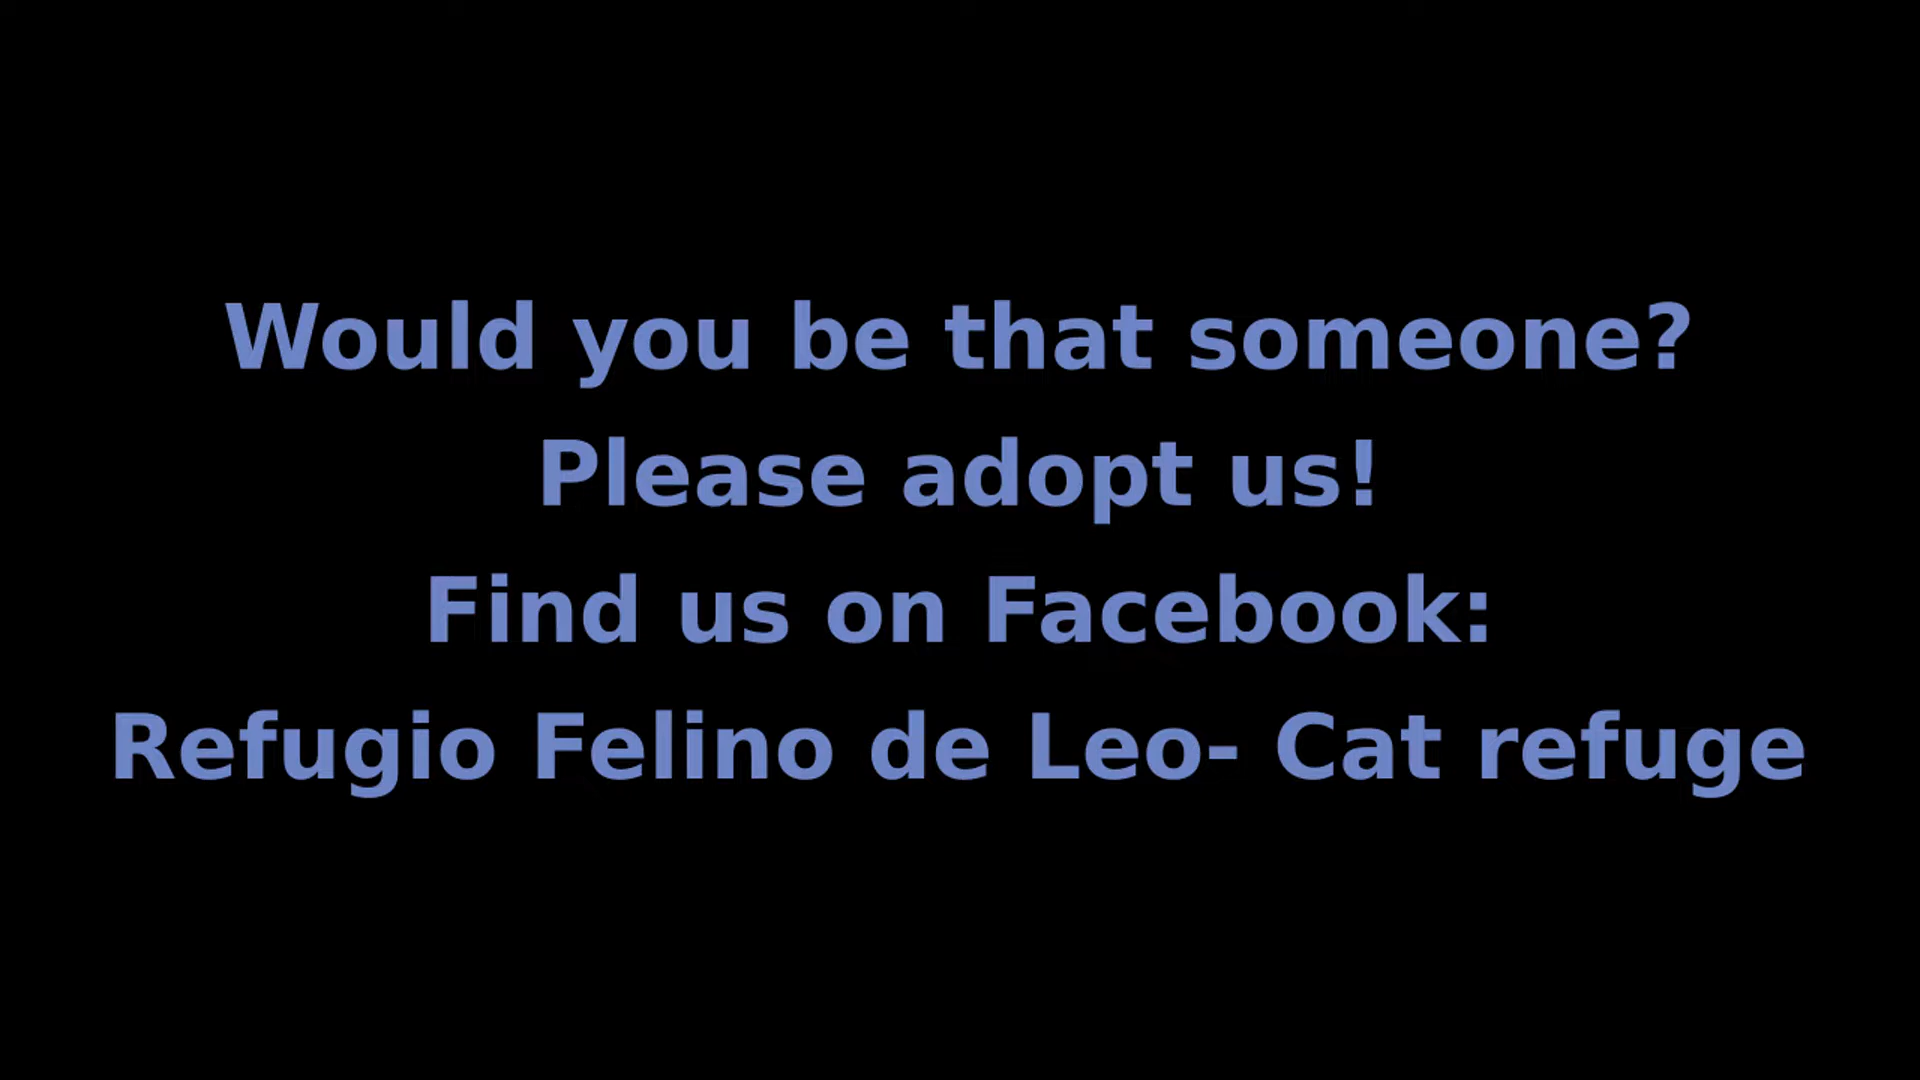 Would you be that someone?
Please adopt us!
Find us on Facebook:
Refugio Felino de Leo- Cat refuge